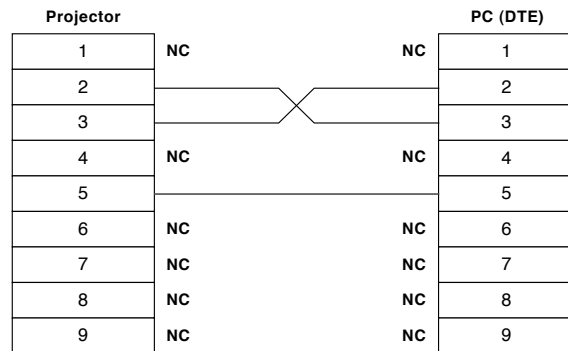 Projector PC (DTE)
1 NC NC 1
2 2
3 3
4 NC NC 4
5 5
6 NC NC 6
7 NC NC 7
8 NC NC 8
9 NC NC 9